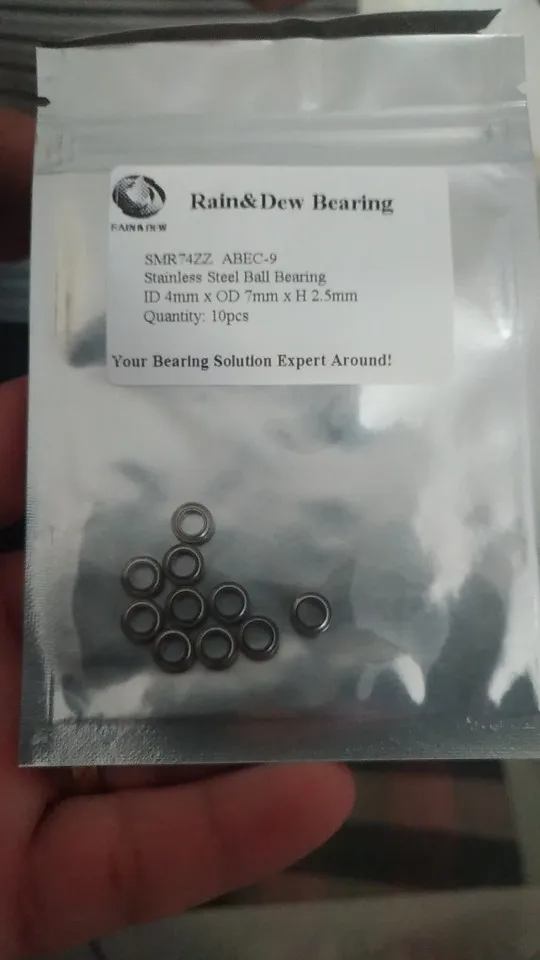 Rain&Dew Bearing
RAIN & DEW
SMR74ZZ ABEC-9
Stainless Steel Ball Bearing
ID 4mm x OD 7mm x H 2.5mm
Quantity: 10pcs
Your Bearing Solution Expert Around!